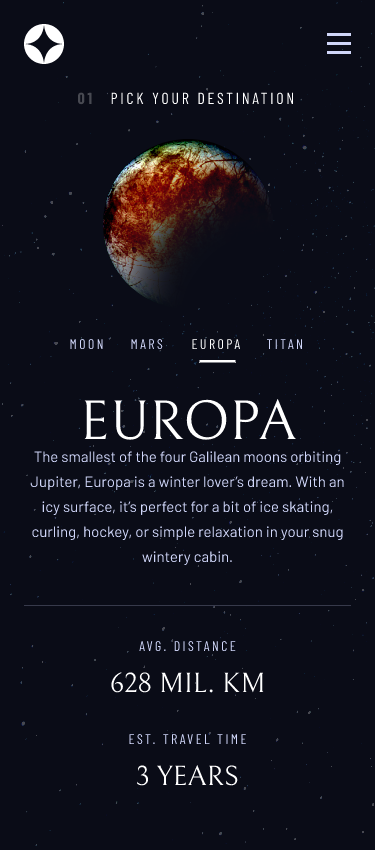 01 PICK YOUR DESTINATION
MOON MARS EUROPA TITAN
EUROPA
The smallest of the four Galilean moons orbiting
Jupiter, Europa is a winter lover’s dream. With an
icy surface, it’s perfect for a bit of ice skating,
curling, hockey, or simple relaxation in your snug
winter cabin.
AVG. DISTANCE
628 MIL. KM
EST. TRAVEL TIME
3 YEARS